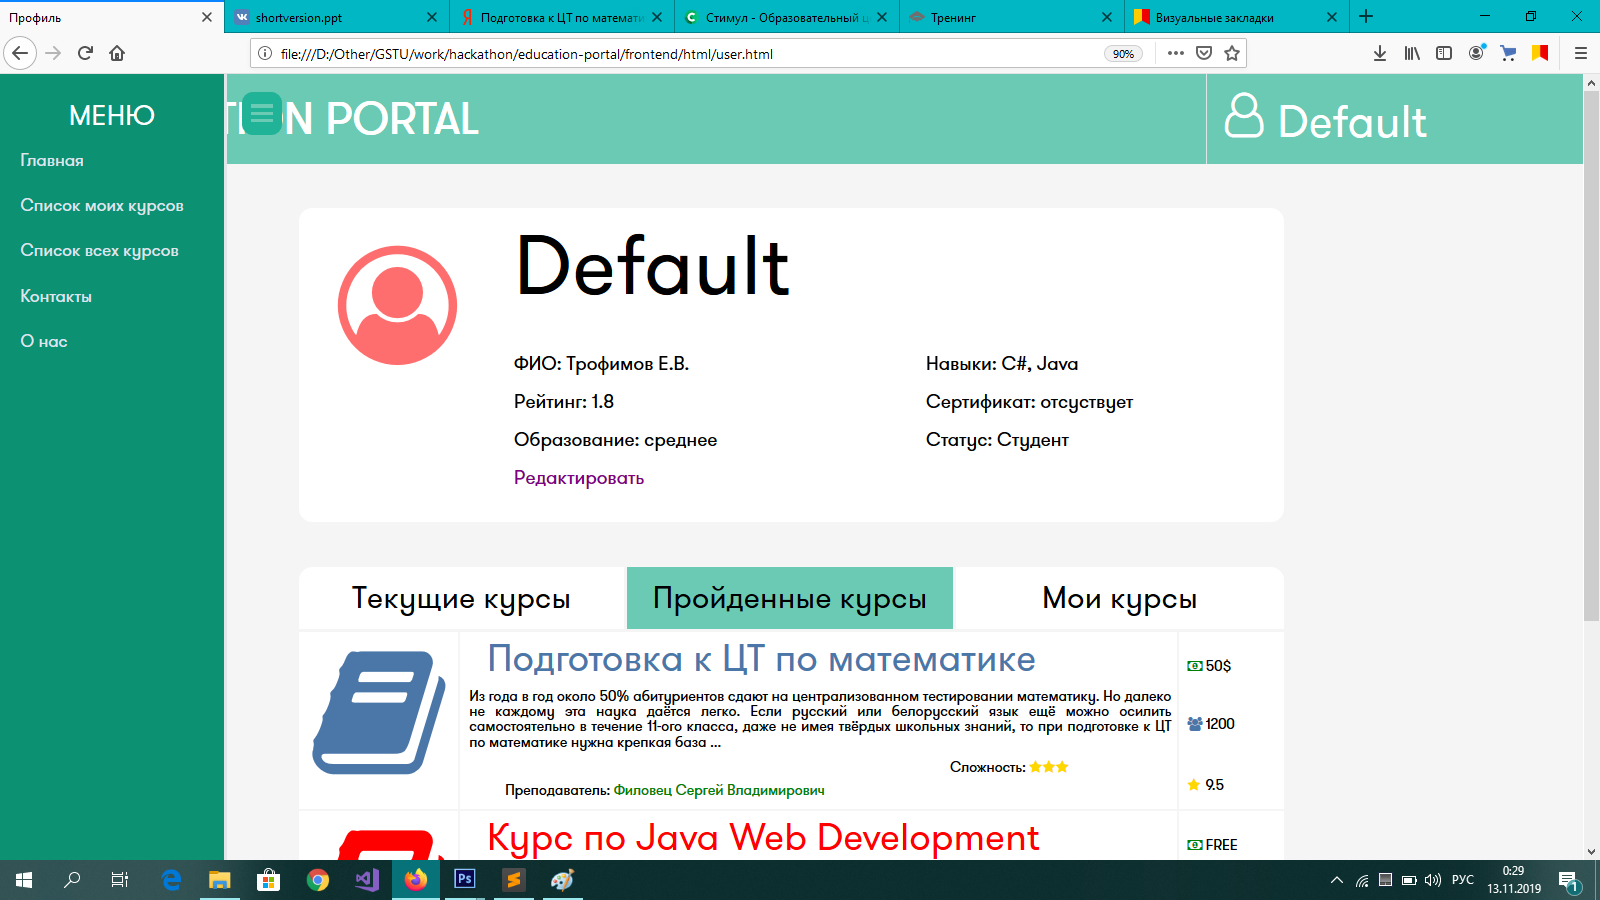 Профиль
shortversion.ppt
Подготовка к ЦТ по математи
Стимул - Образовательный ц
Тренинг
Визуальные закладки
file:///D:/Other/GSTU/work/hackathon/education-portal/frontend/html/user.html
90%
МЕНЮ
Главная
Список моих курсов
Список всех курсов
Контакты
О нас
N PORTAL
Default
Default
ФИО: Трофимов Е.В.
Навыки: C#, Java
Рейтинг: 1.8
Сертификат: отсуствует
Образование: среднее
Статус: Студент
Редактировать
Текущие курсы
Пройденные курсы
Мои курсы
Подготовка к ЦТ по математике
50$
Из года в год около 50% абитуриентов сдают на централизованном тестировании математику. Но далеко
не каждому эта наука даётся легко. Если русский или белорусский язык ещё можно осилить
самостоятельно в течение 11-ого класса, даже не имея твёрдых школьных знаний, то при подготовке к ЦТ
по математике нужна крепкая база ...
1200
Сложность:
9.5
Преподаватель: Филовец Сергей Владимирович
Курс по Java Web Development
FREE
Ps
РУС
0:29
13.11.2019
1